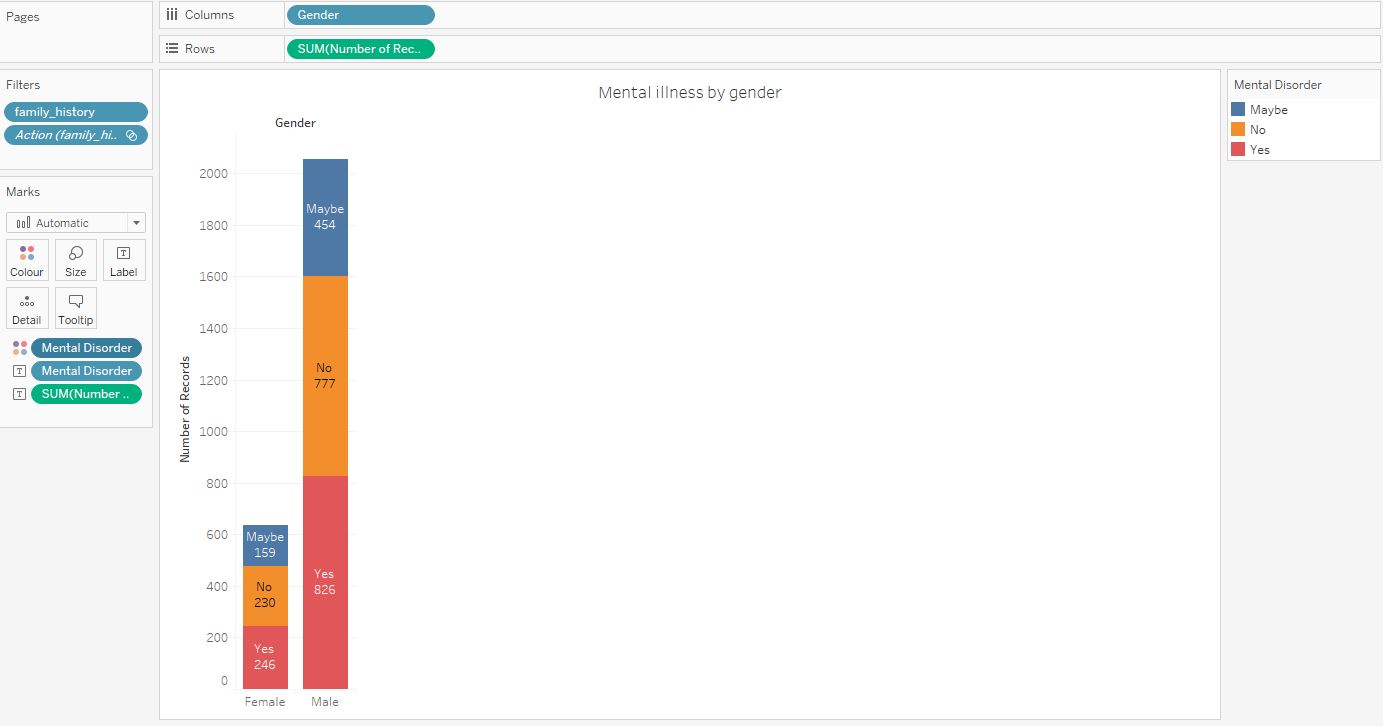 Pages
Columns
Gender
Rows
SUM(Number of Rec..
Filters
family_history
Action (family_hi..
Marks
Automatic
Colour
Size
Label
Detail
Tooltip
Mental Disorder
Mental Disorder
SUM(Number ..
Mental illness by gender
Gender
Number of Records
2000
1800
1600
1400
1200
1000
800
600
400
200
0
Maybe
159
No
230
Yes
246
Maybe
454
No
777
Yes
826
Female
Male
Mental Disorder
Maybe
No
Yes